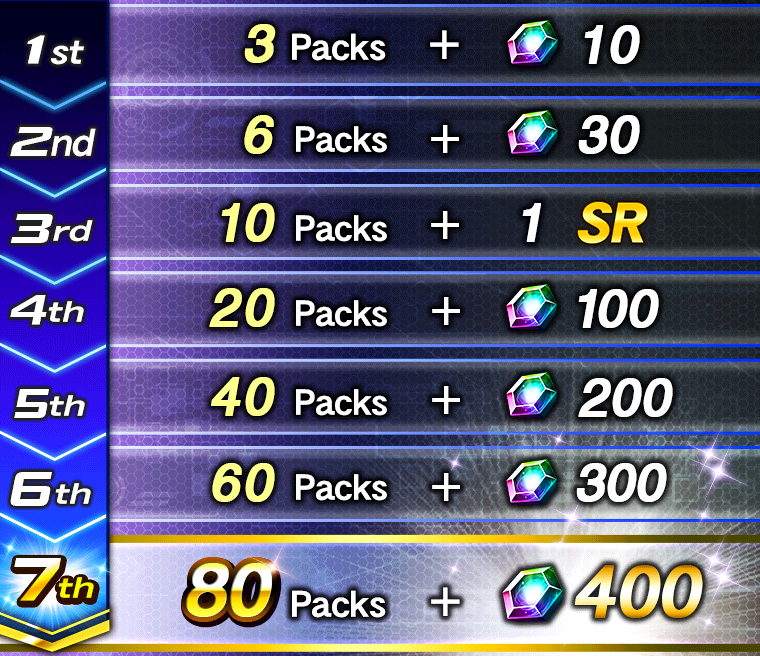 1st 3 Packs + 10
2nd 6 Packs + 30
3rd 10 Packs + 1 SR
4th 20 Packs + 100
5th 40 Packs + 200
6th 60 Packs + 300
7th 80 Packs + 400